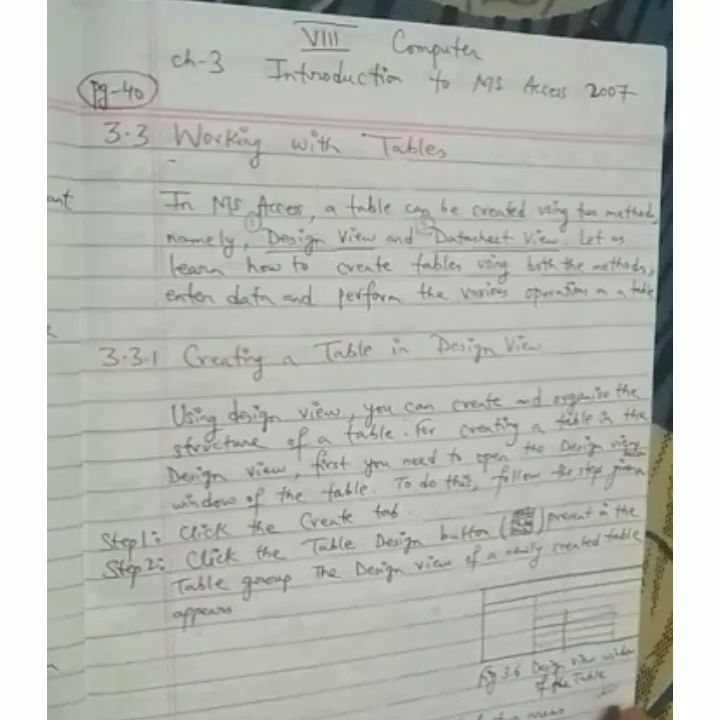 VIII Computer
ch-3 Introduction to MS Access 2007
Pg-40
3.3 Working with Tables
In MS Access, a table can be created using two methods,
namely, ① Design View and ② Datasheet View. Let us
learn how to create tables using both the methods,
enter data and perform the various operation on a table
3.3.1 Creating a Table in Design View
Using design view, you can create and organise the
structure of a table. For creating a table in the
Design view, first you need to open the Design view
window of the table. To do this, follow the step given
Step1: Click the Create tab.
Step2: Click the Table Design button ( ) present in the
Table group The Design view of a newly created table
appears
Fig 3.6 Design view window
of the Table